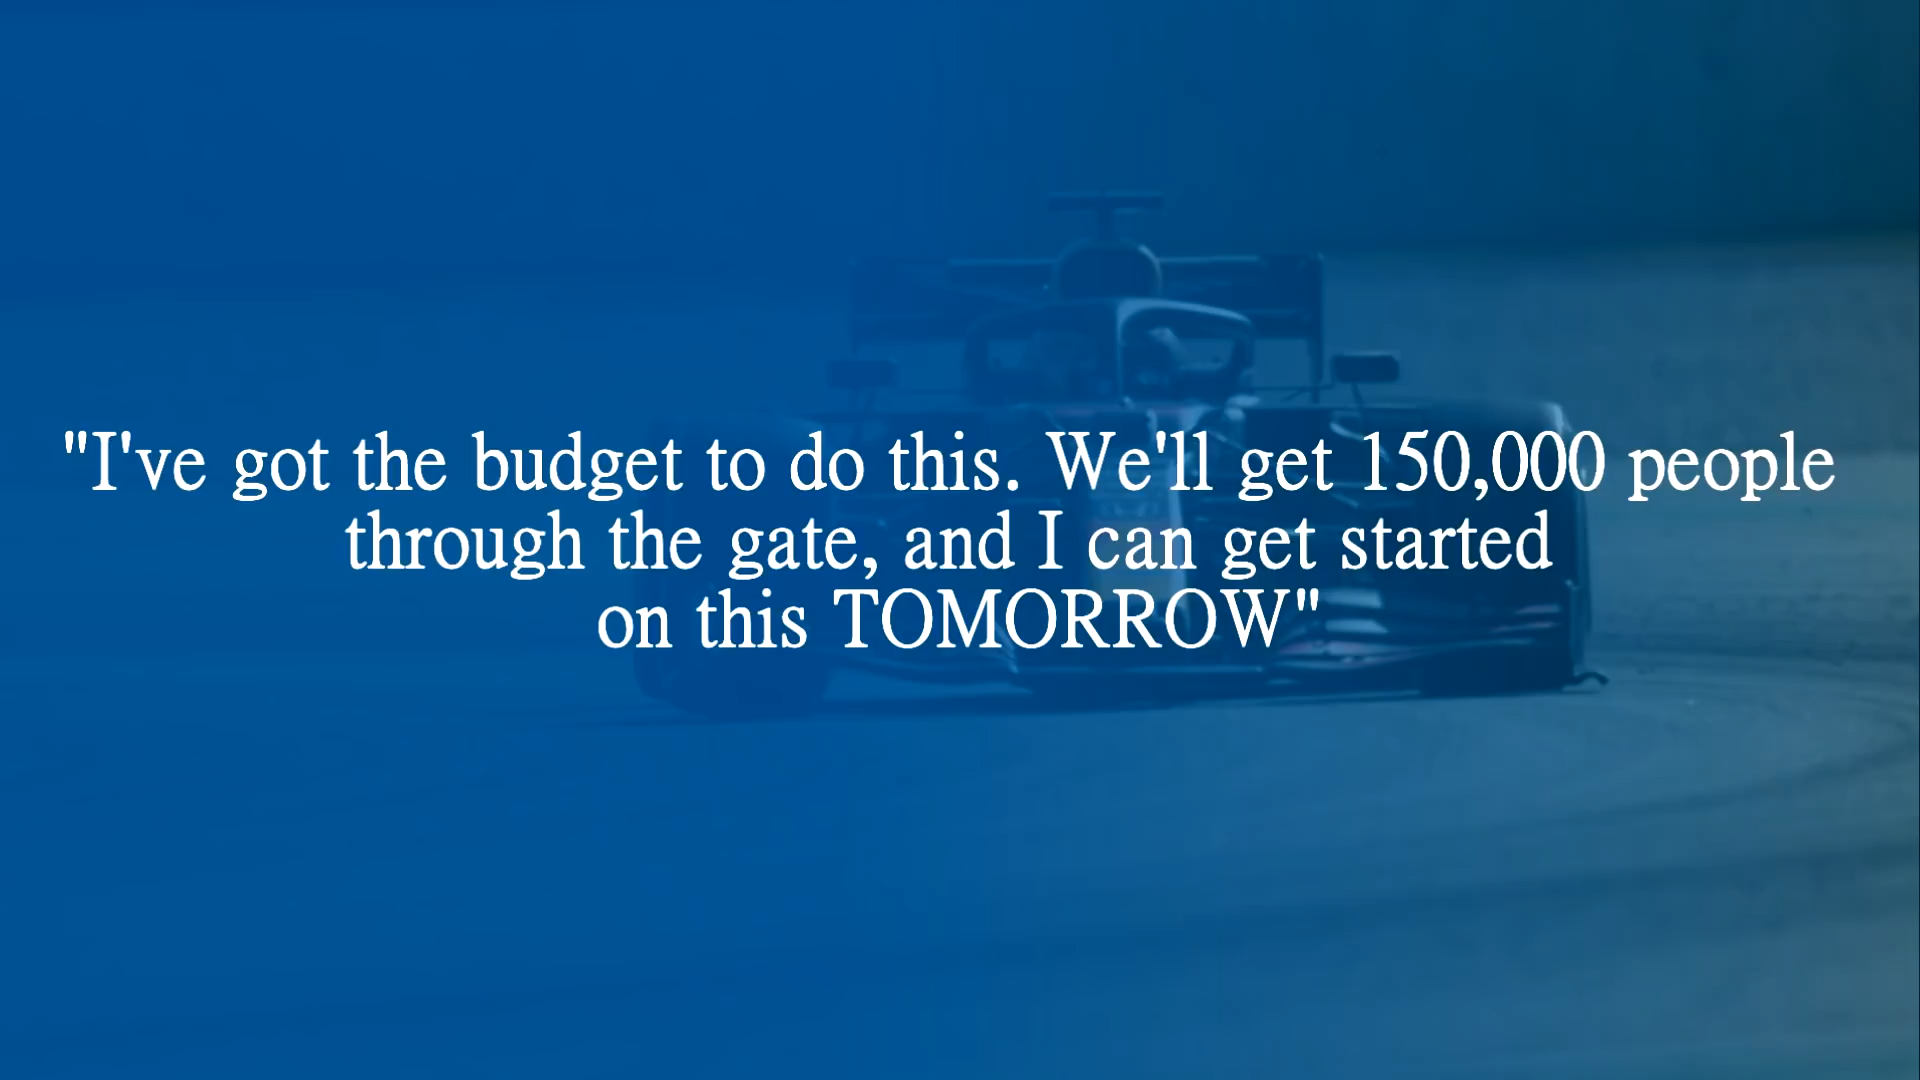 "I've got the budget to do this. We'll get 150,000 people
through the gate, and I can get started
on this TOMORROW"